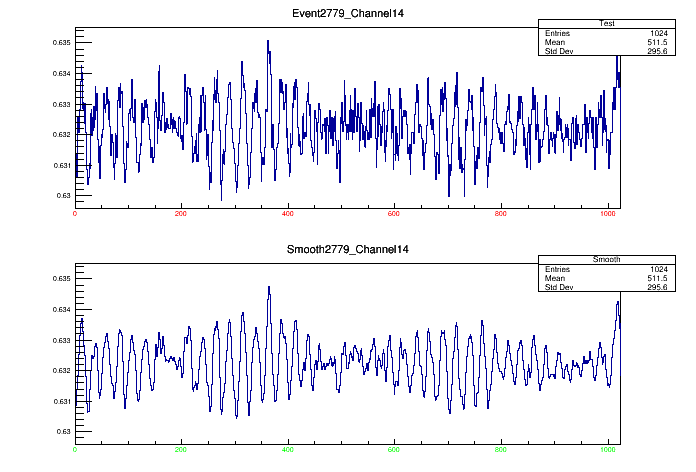 Event2779_Channel14
Test
Entries 1024
Mean 511.5
Std Dev 295.6
0.635
0.634
0.633
0.632
0.631
0.63
0 200 400 600 800 1000
Smooth2779_Channel14
Smooth
Entries 1024
Mean 511.5
Std Dev 295.6
0.635
0.634
0.633
0.632
0.631
0.63
0 200 400 600 800 1000